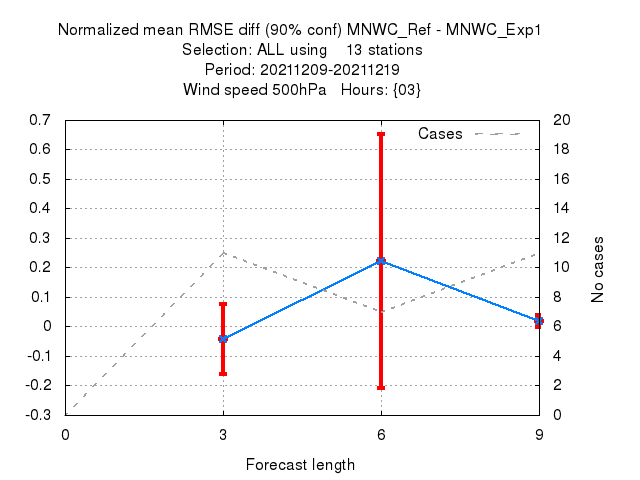 Normalized mean RMSE diff (90% conf) MNWC_Ref - MNWC_Exp1
Selection: ALL using    13 stations
Period: 20211209-20211219
Wind speed 500hPa   Hours: {03}
Cases
0.7
0.6
0.5
0.4
0.3
0.2
0.1
0
-0.1
-0.2
-0.3
20
18
16
14
12
10
8
6
4
2
0
No cases
0 3 6 9
Forecast length